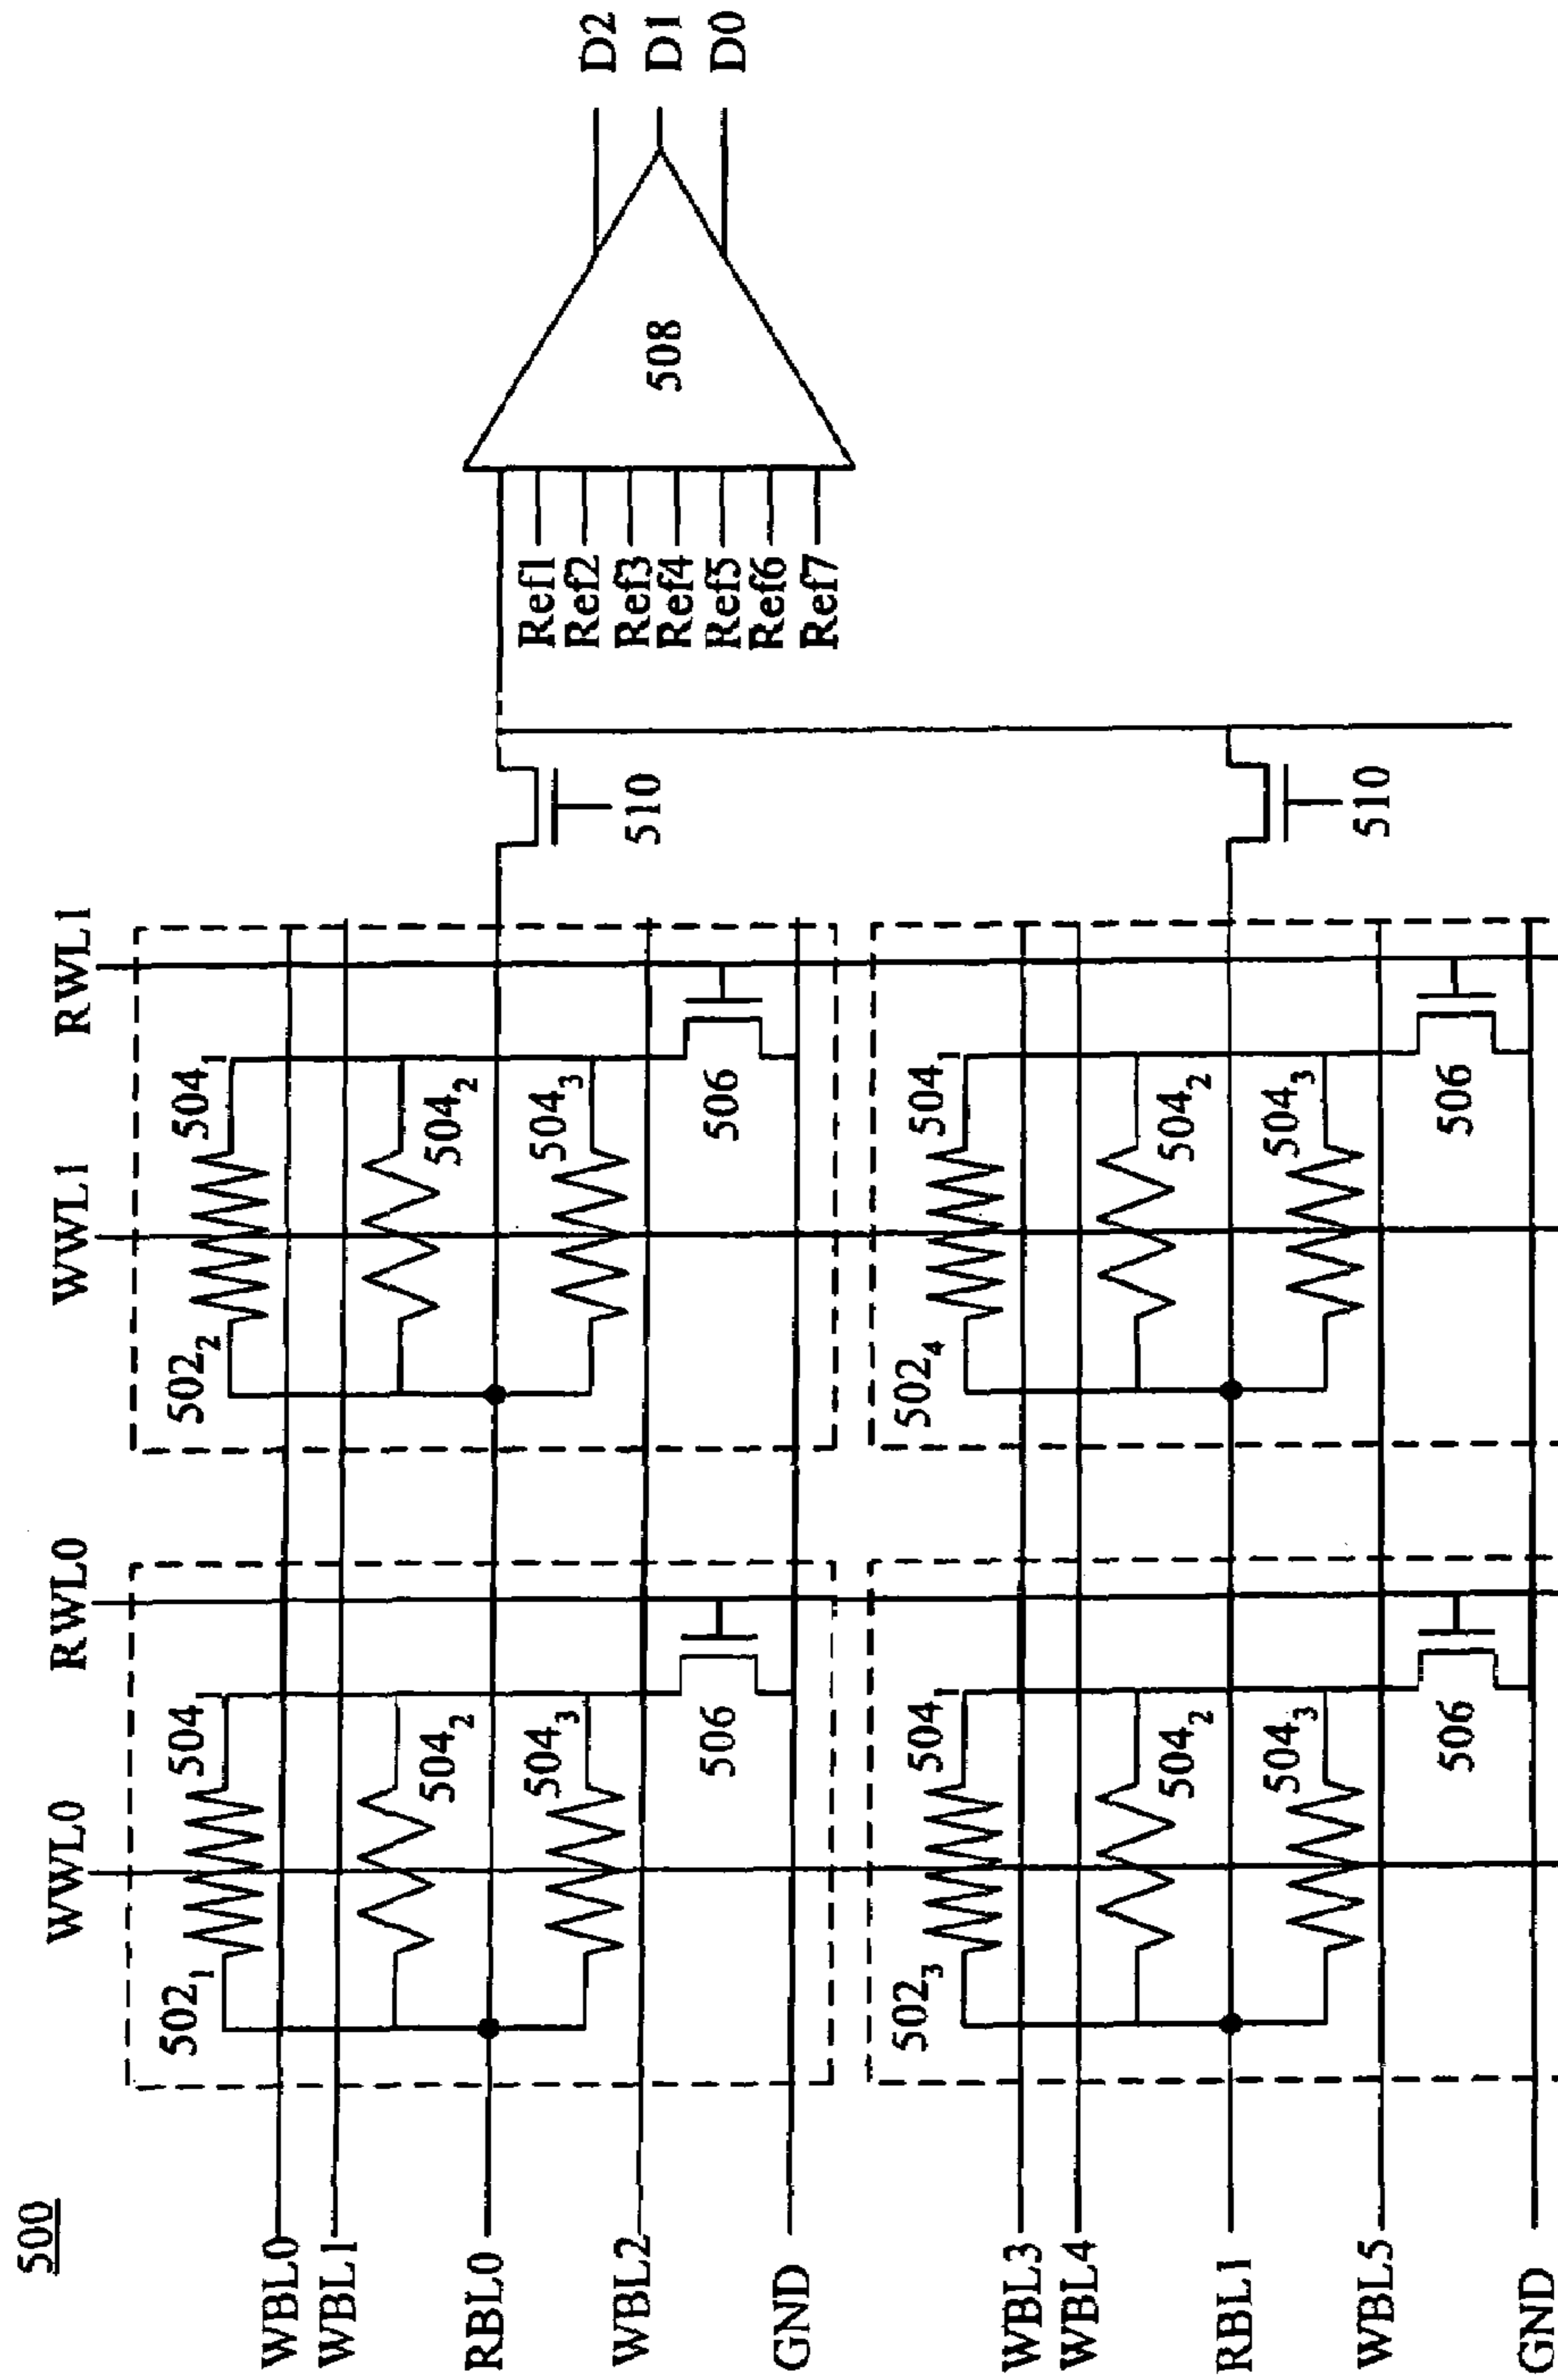 500
WWL0 RWL0 WWL1 RWL1
502₁ 504₁ 502₂ 504₁
WBL0
WBL1
504₂ 504₂
RBL0
504₃ 504₃
WBL2
506 506
510
GND
Ref1
Ref2
Ref3
Ref4
Ref5
Ref6
Ref7
508
D2
D1
D0
502₃ 504₁ 502₄ 504₁
WBL3
WBL4
504₂ 504₂
RBL1
504₃ 504₃
WBL5
506 506
510
GND